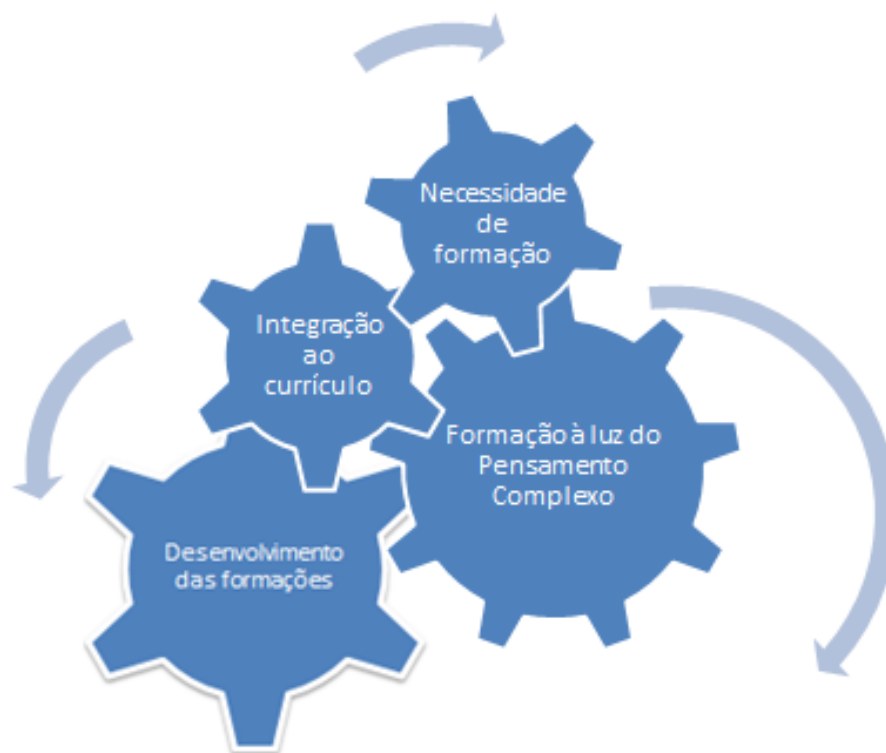 Necessidade
de
formação
Integração
ao
currículo
Formação à luz do
Pensamento
Complexo
Desenvolvimento
das formações